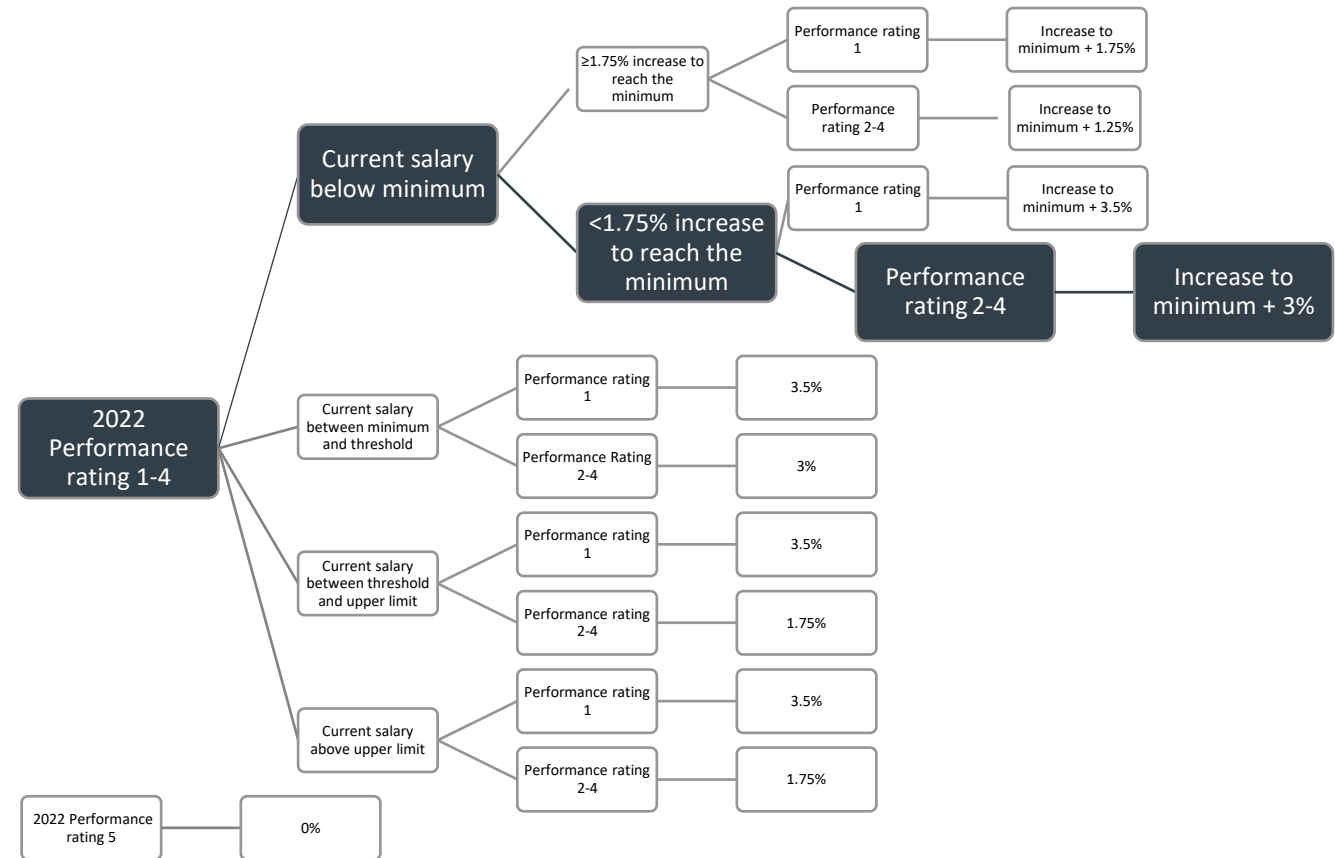 Performance rating
1
Increase to
minimum + 1.75%
≥1.75% increase to
reach the
minimum
Performance
rating 2-4
Increase to
minimum + 1.25%
Current salary
below minimum
Performance rating
1
Increase to
minimum + 3.5%
<1.75% increase
to reach the
minimum
Performance
rating 2-4
Increase to
minimum + 3%
2022
Performance
rating 1-4
Current salary
between minimum
and threshold
Performance rating
1
3.5%
Performance Rating
2-4
3%
Current salary
between threshold
and upper limit
Performance rating
1
3.5%
Performance rating
2-4
1.75%
Current salary
above upper limit
Performance rating
1
3.5%
Performance rating
2-4
1.75%
2022 Performance
rating 5
0%